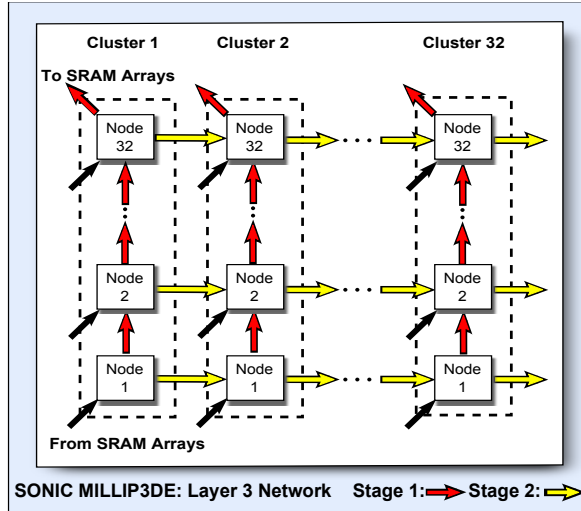 Cluster 1 Cluster 2 Cluster 32
To SRAM Arrays
Node
32
Node
32
Node
32
Node
2
Node
2
Node
2
Node
1
Node
1
Node
1
From SRAM Arrays
SONIC MILLIP3DE: Layer 3 Network Stage 1: Stage 2: